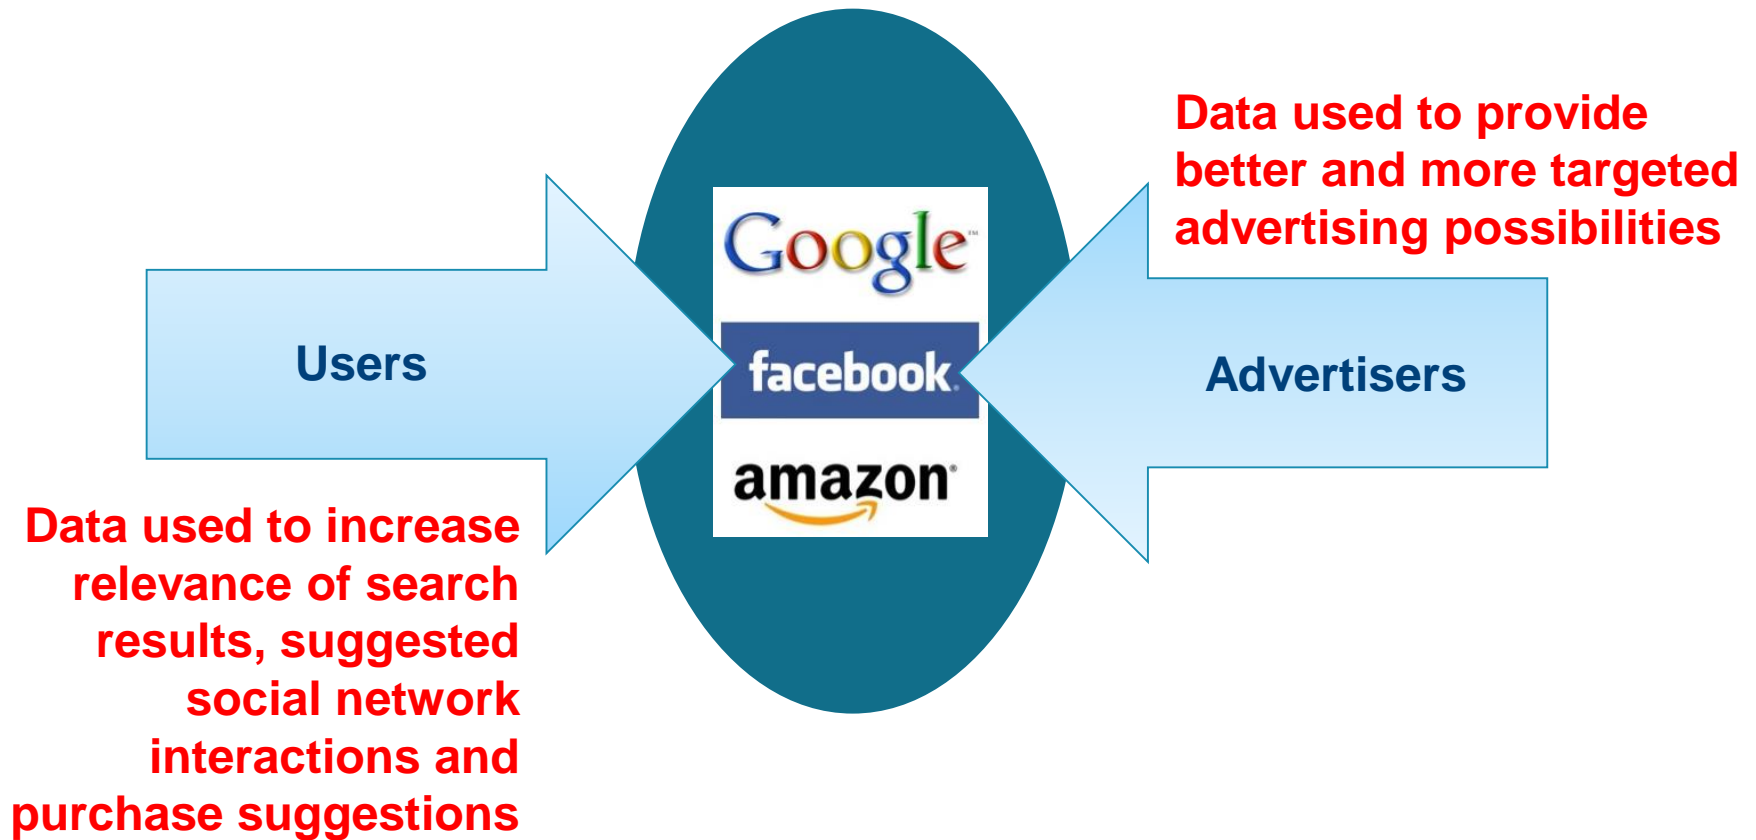 Data used to provide
better and more targeted
advertising possibilities
Google™
Users
facebook.
Advertisers
amazon®
Data used to increase
relevance of search
results, suggested
social network
interactions and
purchase suggestions